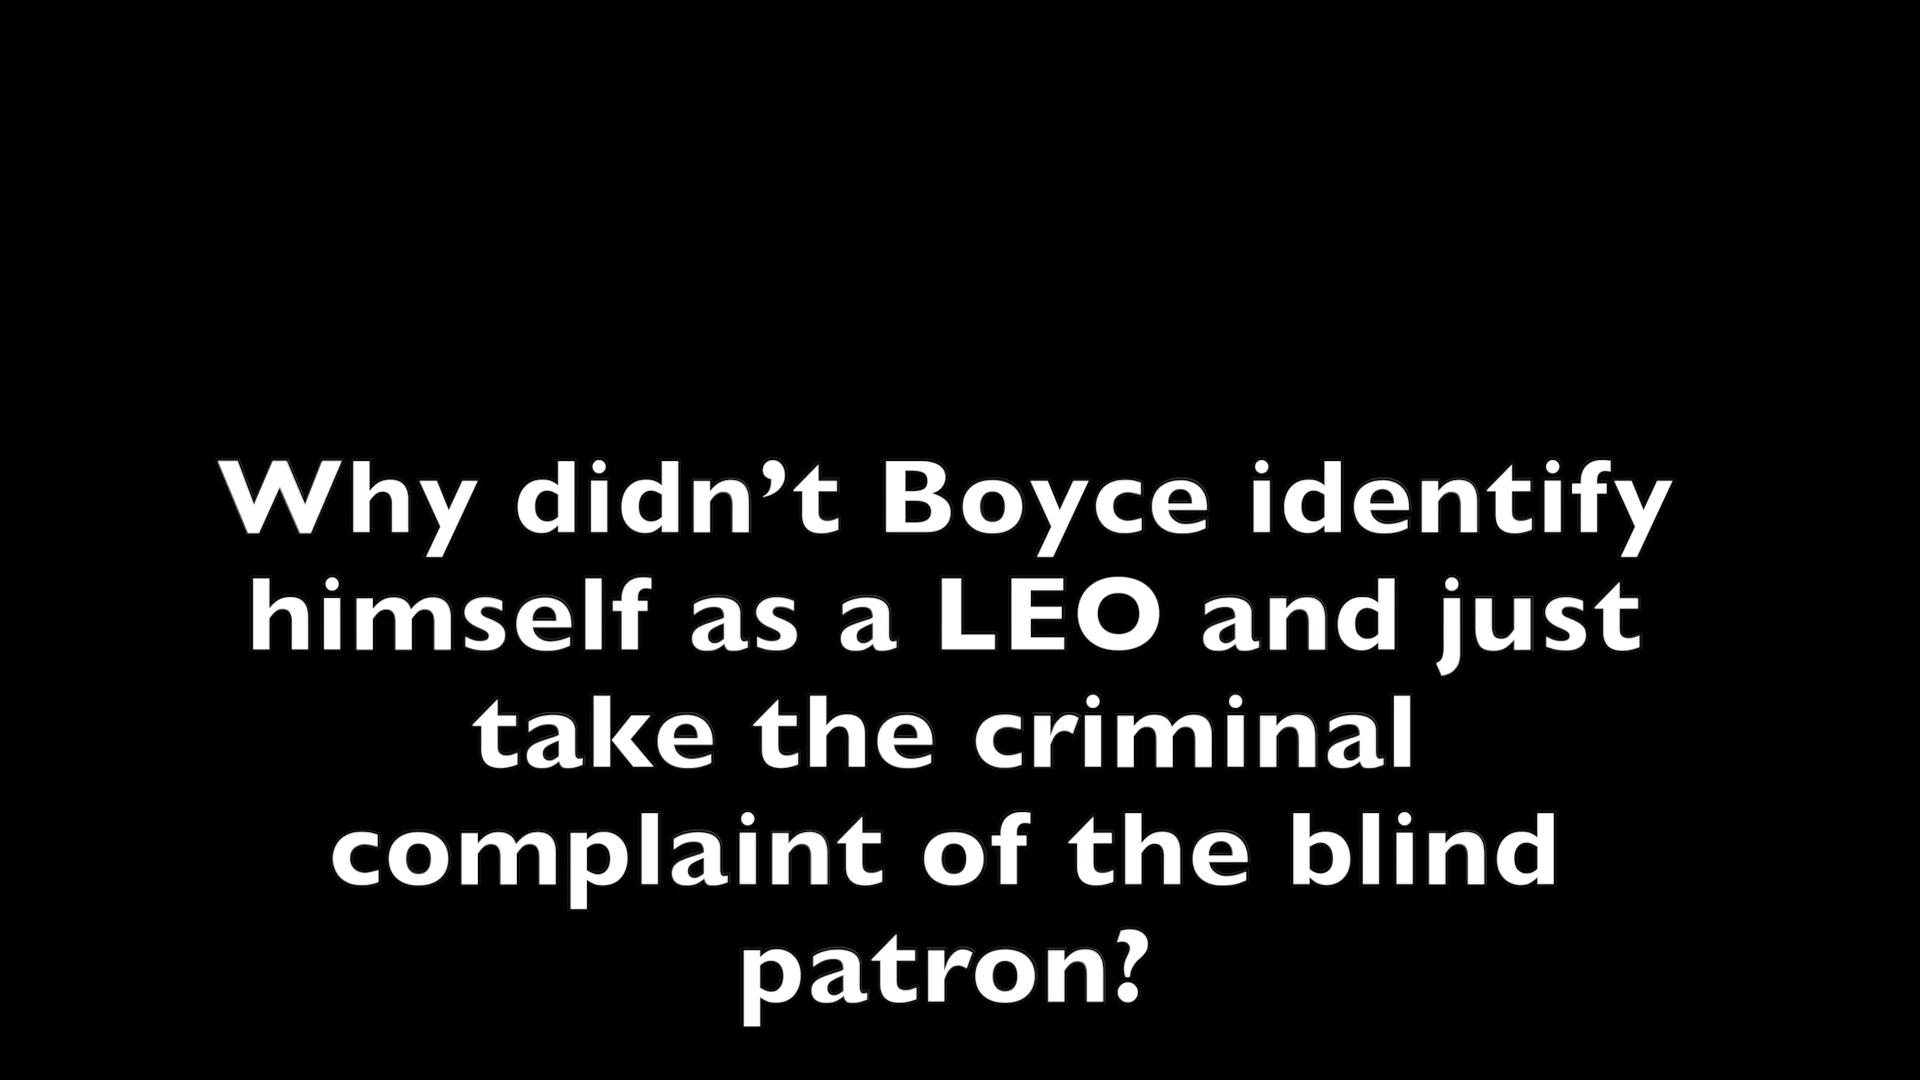 Why didn’t Boyce identify
himself as a LEO and just
take the criminal
complaint of the blind
patron?